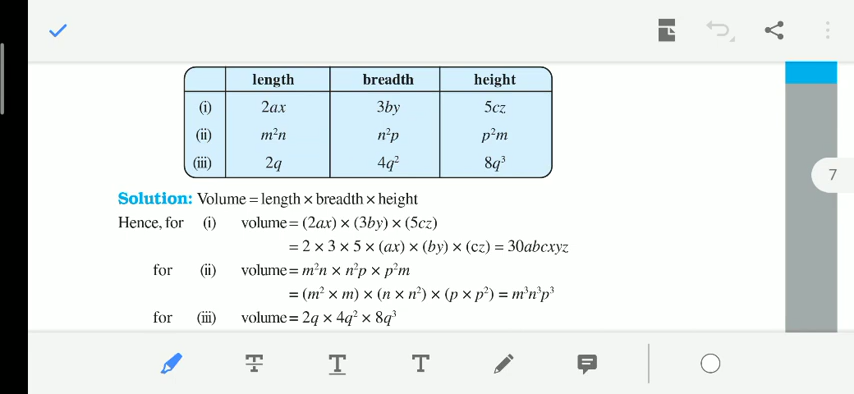 length breadth height
(i) 2ax 3by 5cz
(ii) m²n n²p p²m
(iii) 2q 4q² 8q³
Solution: Volume = length × breadth × height
Hence, for (i) volume = (2ax) × (3by) × (5cz)
= 2 × 3 × 5 × (ax) × (by) × (cz) = 30abcxyz
for (ii) volume = m²n × n²p × p²m
= (m² × m) × (n × n²) × (p × p²) = m³n³p³
for (iii) volume = 2q × 4q² × 8q³
7
T T T